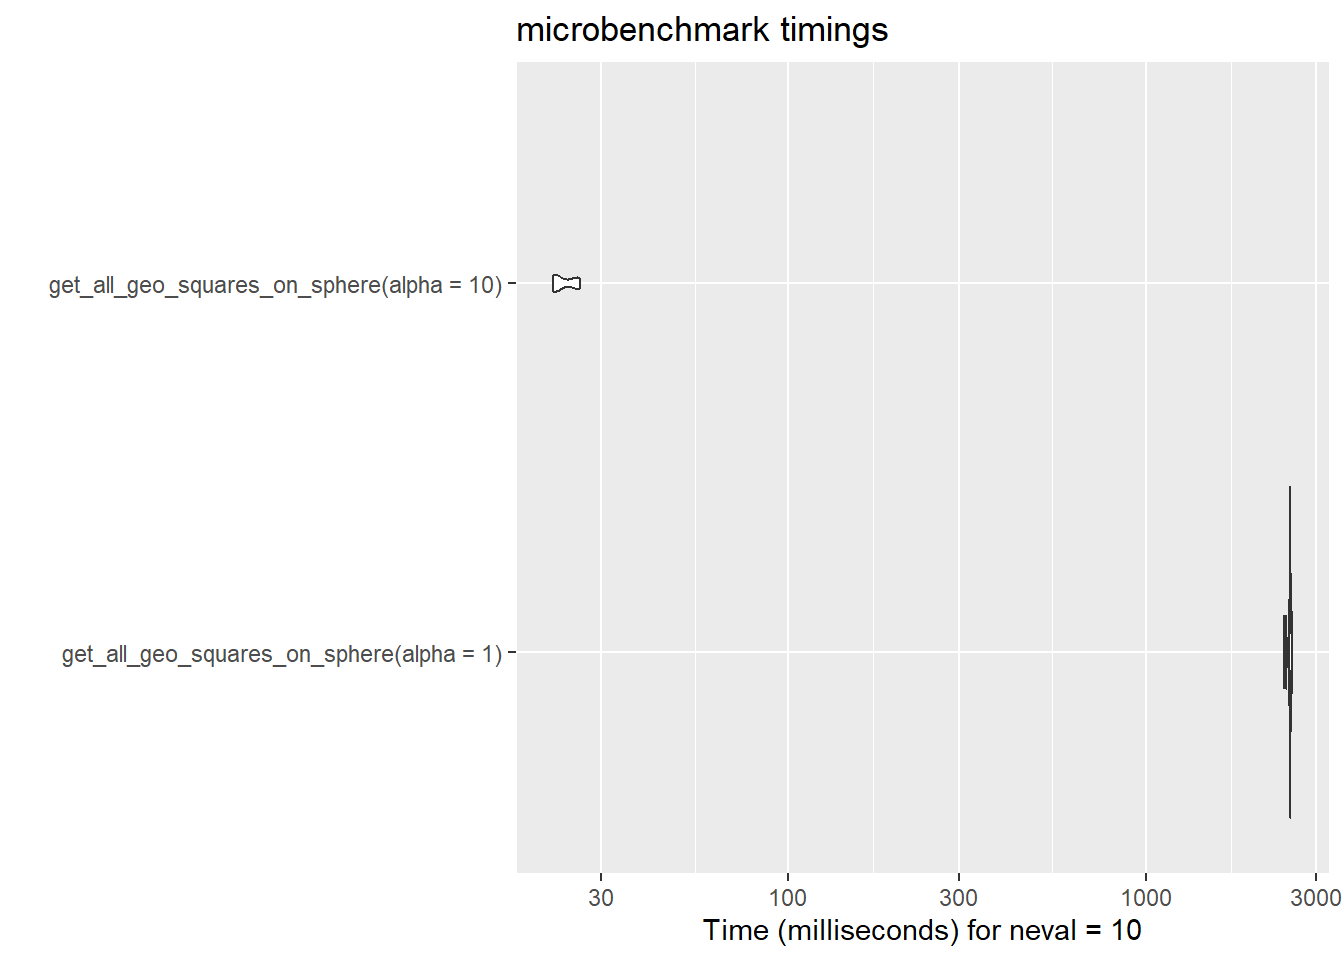 microbenchmark timings
get_all_geo_squares_on_sphere(alpha = 10)
get_all_geo_squares_on_sphere(alpha = 1)
30 100 300 1000 3000
Time (milliseconds) for neval = 10